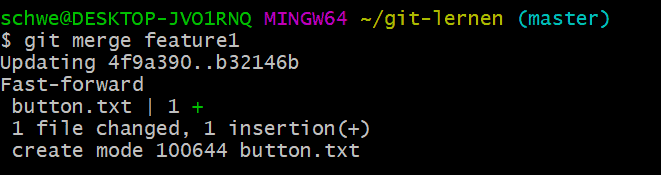 schwe@DESKTOP-JVO1RNQ MINGW64 ~/git-lernen (master)
$ git merge feature1
Updating 4f9a390..b32146b
Fast-forward
 button.txt | 1 +
 1 file changed, 1 insertion(+)
 create mode 100644 button.txt